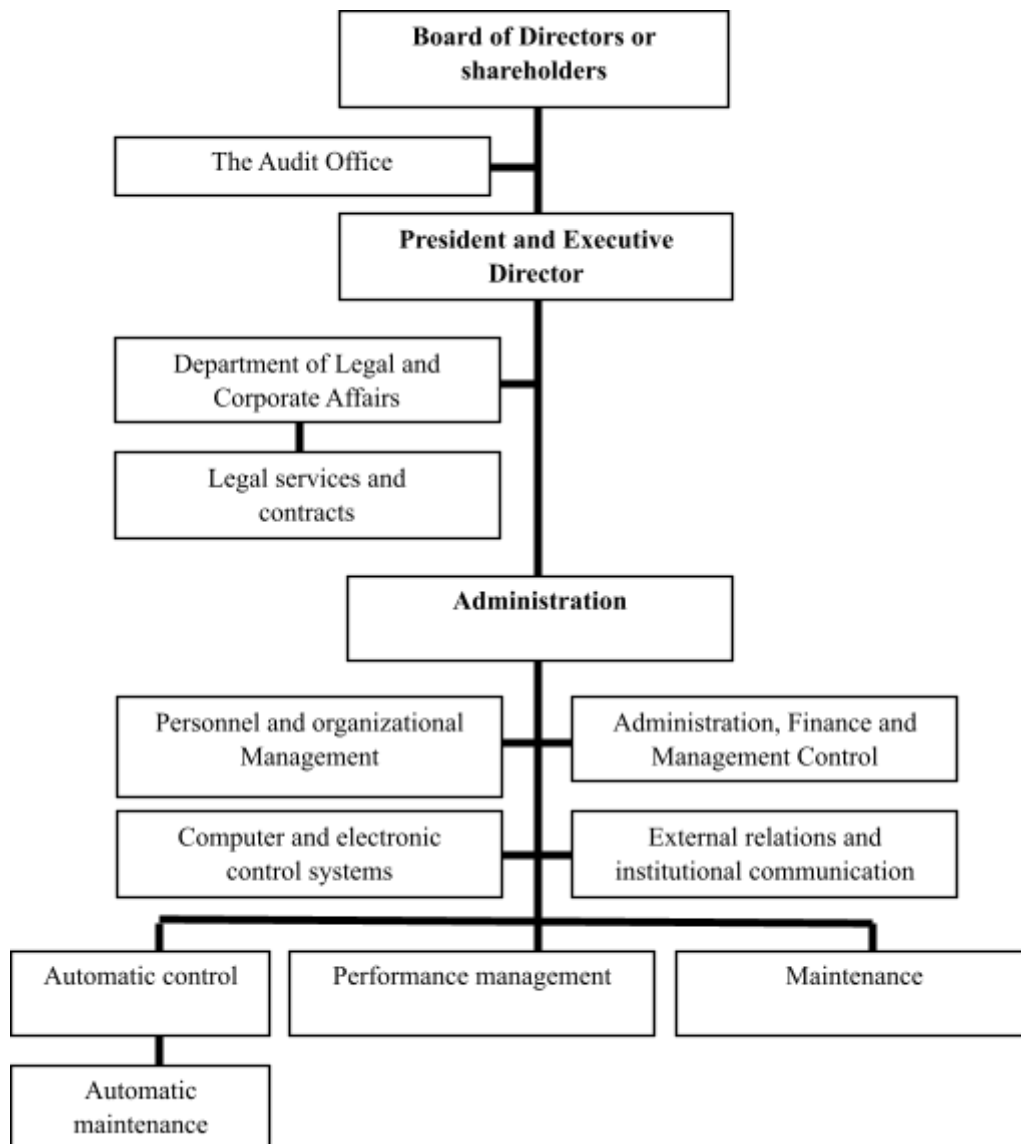 Board of Directors or
shareholders
The Audit Office
President and Executive
Director
Department of Legal and
Corporate Affairs
Legal services and
contracts
Administration
Personnel and organizational
Management
Administration, Finance and
Management Control
Computer and electronic
control systems
External relations and
institutional communication
Automatic control
Performance management
Maintenance
Automatic
maintenance